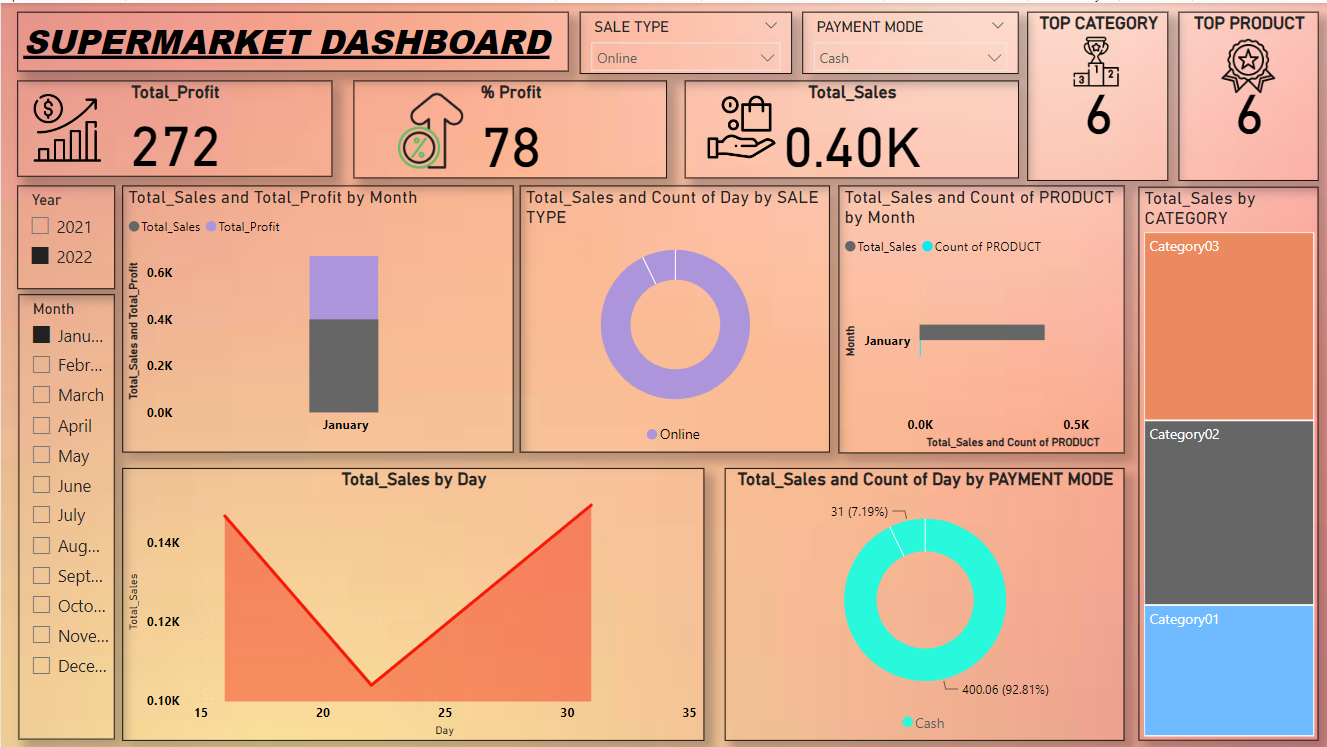 SUPERMARKET DASHBOARD
SALE TYPE
Online
PAYMENT MODE
Cash
TOP CATEGORY
1
2
3
6
TOP PRODUCT
6
Total_Profit
$
272
% Profit
%
78
Total_Sales
0.40K
Year
2021
2022
Month
Janu...
Febr...
March
April
May
June
July
Aug...
Sept...
Octo...
Nove...
Dece...
Total_Sales and Total_Profit by Month
Total_Sales Total_Profit
Total_Sales and Total_Profit
0.6K
0.4K
0.2K
0.0K
January
Total_Sales and Count of Day by SALE
TYPE
Online
Total_Sales and Count of PRODUCT
by Month
Total_Sales Count of PRODUCT
Month
January
0.0K 0.5K
Total_Sales and Count of PRODUCT
Total_Sales by
CATEGORY
Category03
Category02
Category01
Total_Sales by Day
Total_Sales
0.14K
0.12K
0.10K
15 20 25 30 35
Day
Total_Sales and Count of Day by PAYMENT MODE
31 (7.19%)
400.06 (92.81%)
Cash